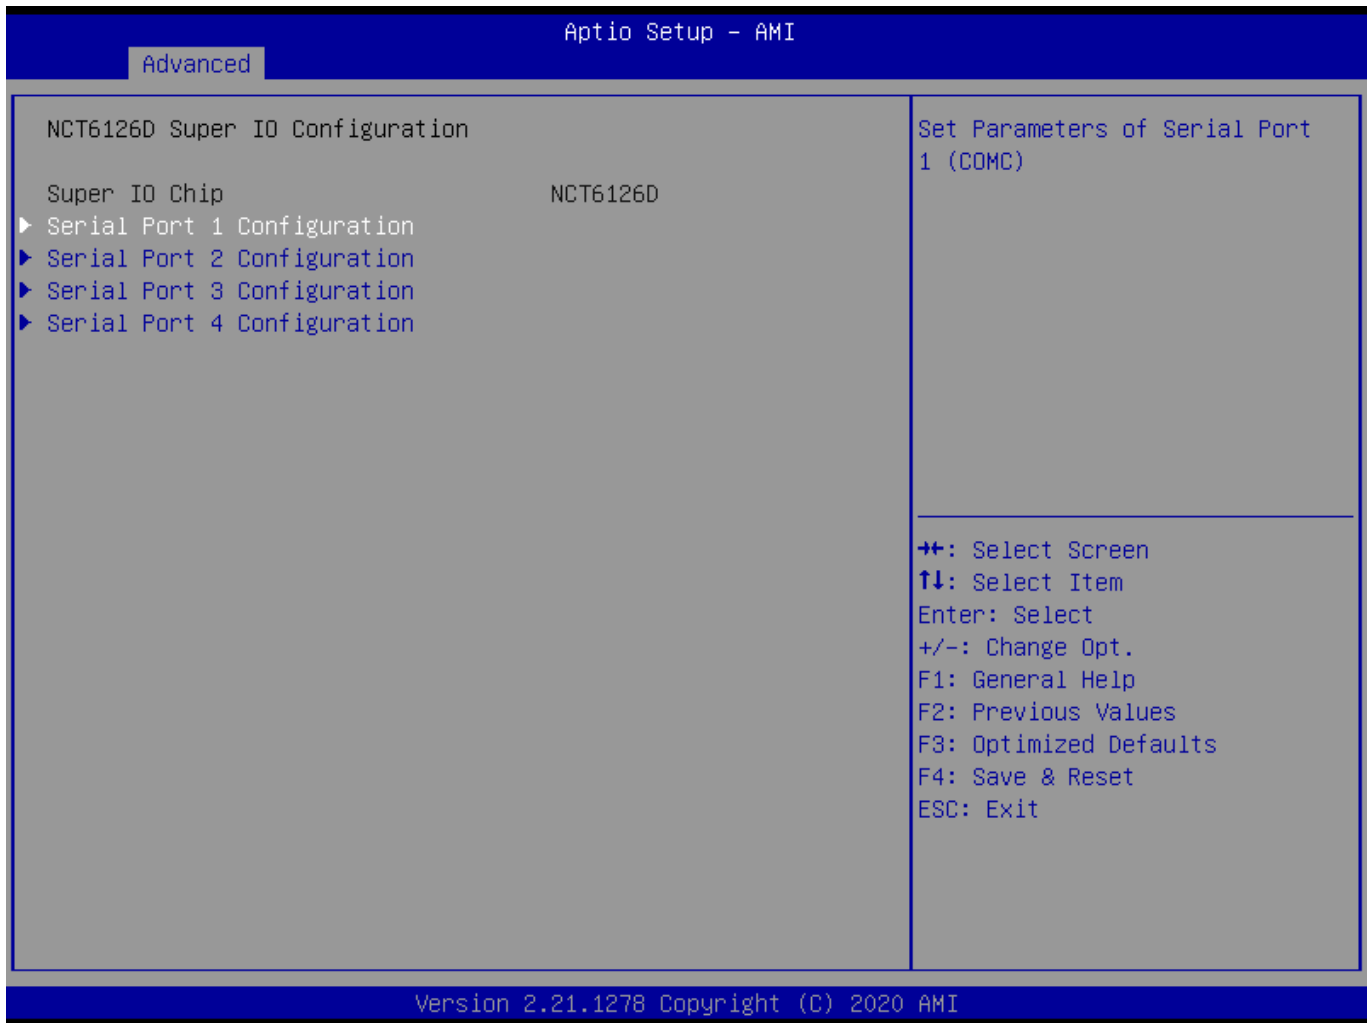 Aptio Setup – AMI
Advanced
NCT6126D Super IO Configuration
Super IO Chip NCT6126D
▶ Serial Port 1 Configuration
▶ Serial Port 2 Configuration
▶ Serial Port 3 Configuration
▶ Serial Port 4 Configuration
Set Parameters of Serial Port
1 (COMC)
→←: Select Screen
↑↓: Select Item
Enter: Select
+/-: Change Opt.
F1: General Help
F2: Previous Values
F3: Optimized Defaults
F4: Save & Reset
ESC: Exit
Version 2.21.1278 Copyright (C) 2020 AMI